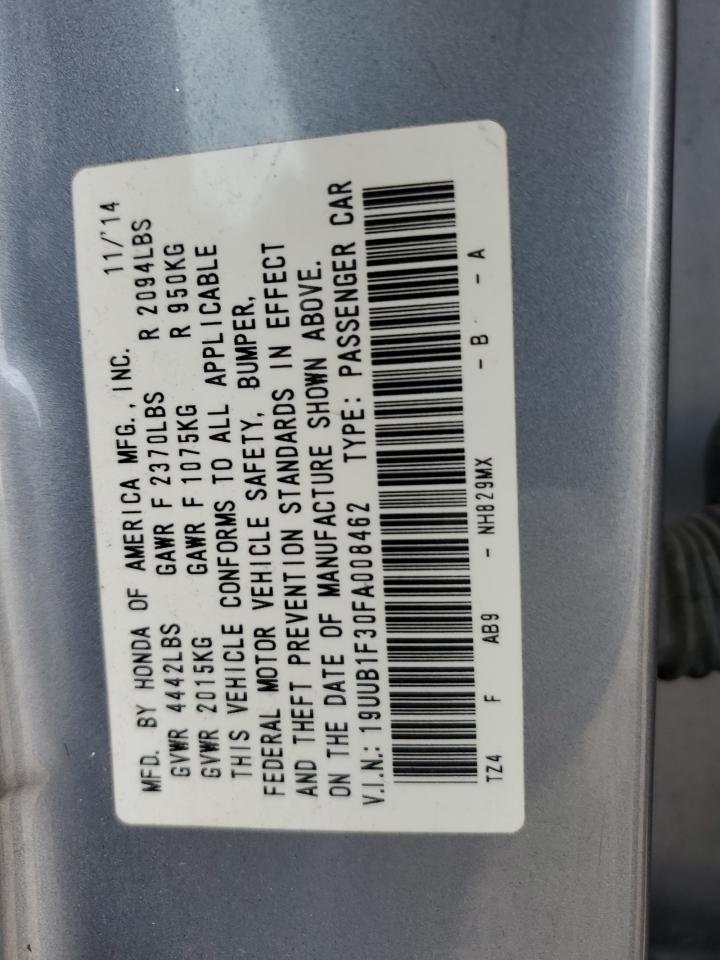 MFD. BY HONDA OF AMERICA MFG., INC. 11/'14
GVWR 4442LBS GAWR F 2370LBS R 2094LBS
GVWR 2015KG GAWR F 1075KG R 950KG
THIS VEHICLE CONFORMS TO ALL APPLICABLE
FEDERAL MOTOR VEHICLE SAFETY, BUMPER,
AND THEFT PREVENTION STANDARDS IN EFFECT
ON THE DATE OF MANUFACTURE SHOWN ABOVE.
V.I.N.: 19UUB1F30FA008462 TYPE: PASSENGER CAR
TZ4 F AB9 - NH829MX - B - A